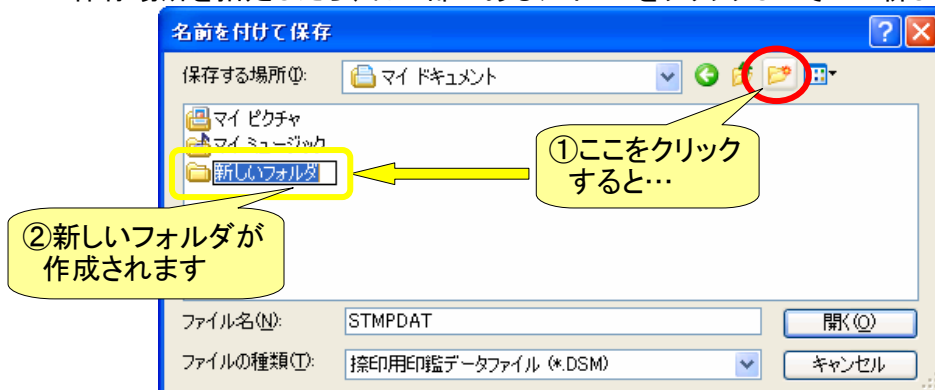 名前を付けて保存
保存する場所(I):
マイ ドキュメント
マイ ピクチャ
マイ ミュージック
新しいフォルダ
①ここをクリック
すると…
②新しいフォルダが
作成されます
ファイル名(N):
STMPDAT
開く(O)
ファイルの種類(T):
捺印用印鑑データファイル (*.DSM)
キャンセル